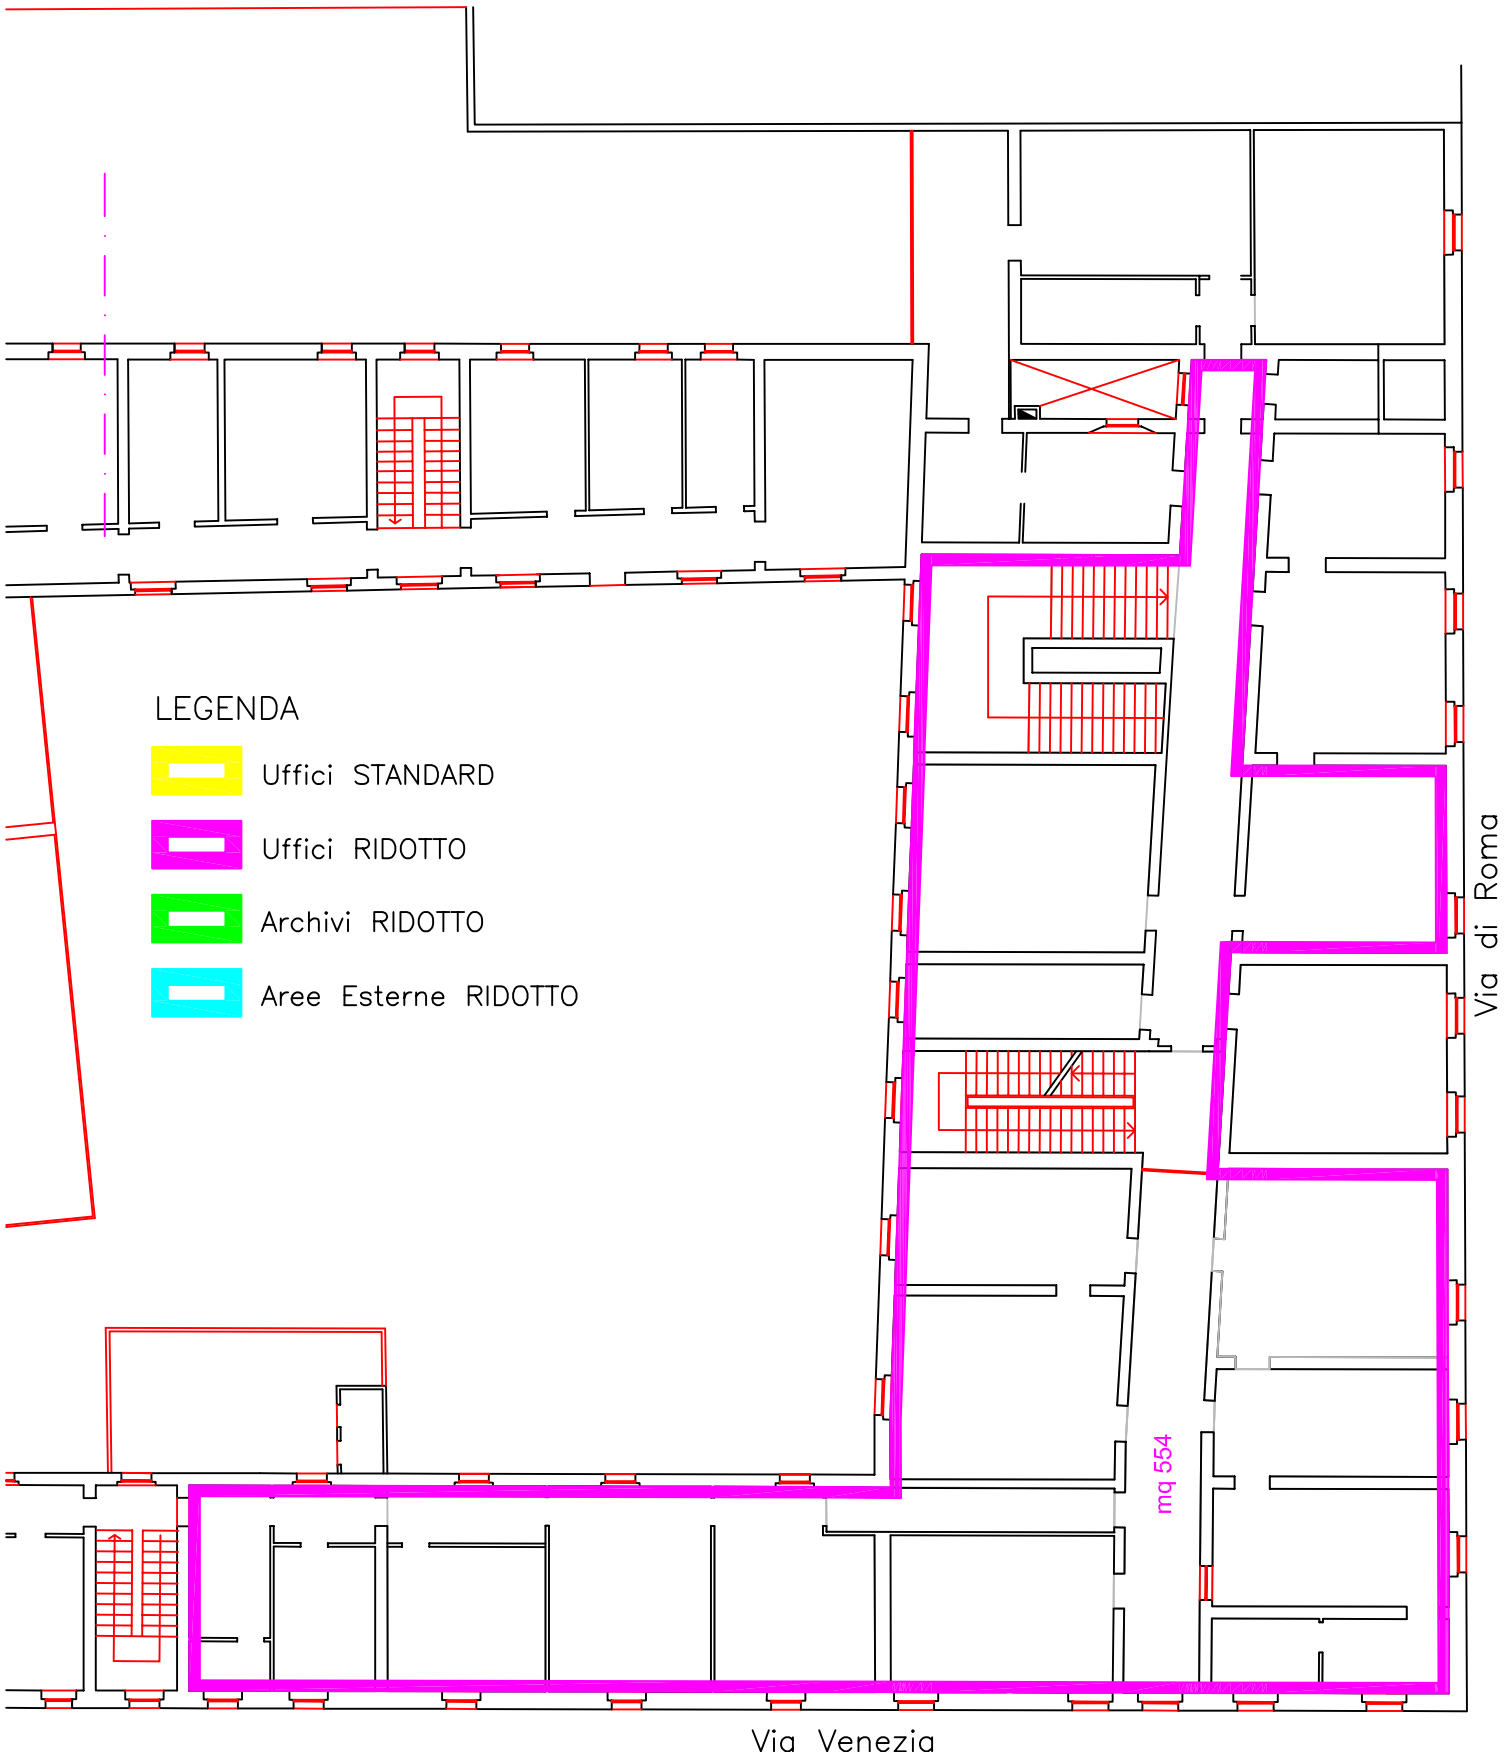 LEGENDA
Uffici STANDARD
Uffici RIDOTTO
Archivi RIDOTTO
Aree Esterne RIDOTTO
Via di Roma
mq 554
Via Venezia